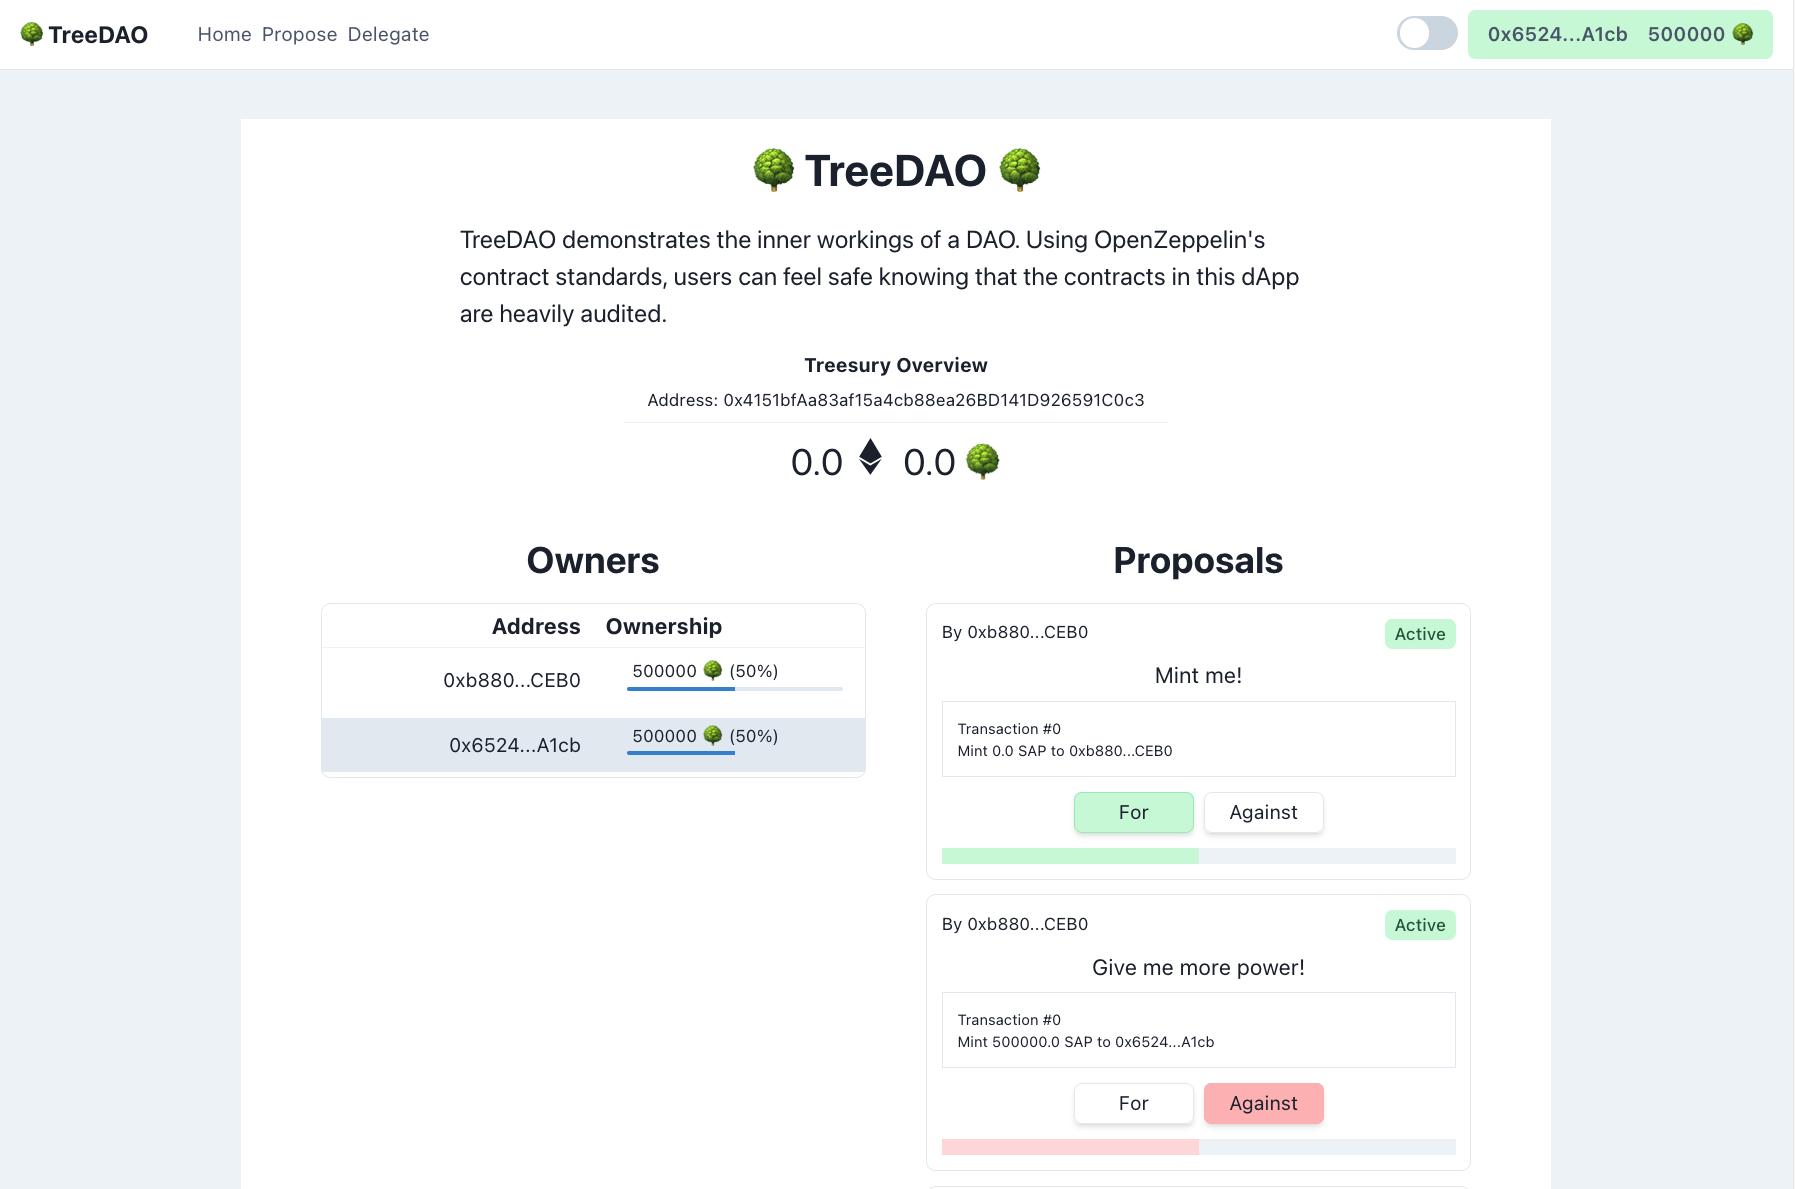 🌳 TreeDAO
Home Propose Delegate
0x6524...A1cb 500000 🌳
🌳 TreeDAO 🌳
TreeDAO demonstrates the inner workings of a DAO. Using OpenZeppelin's
contract standards, users can feel safe knowing that the contracts in this dApp
are heavily audited.
Treesury Overview
Address: 0x4151bfAa83af15a4cb88ea26BD141D926591C0c3
0.0 0.0 🌳
Owners
Address Ownership
0xb880...CEB0 500000 🌳 (50%)
0x6524...A1cb 500000 🌳 (50%)
Proposals
By 0xb880...CEB0 Active
Mint me!
Transaction #0
Mint 0.0 SAP to 0xb880...CEB0
For Against
By 0xb880...CEB0 Active
Give me more power!
Transaction #0
Mint 500000.0 SAP to 0x6524...A1cb
For Against